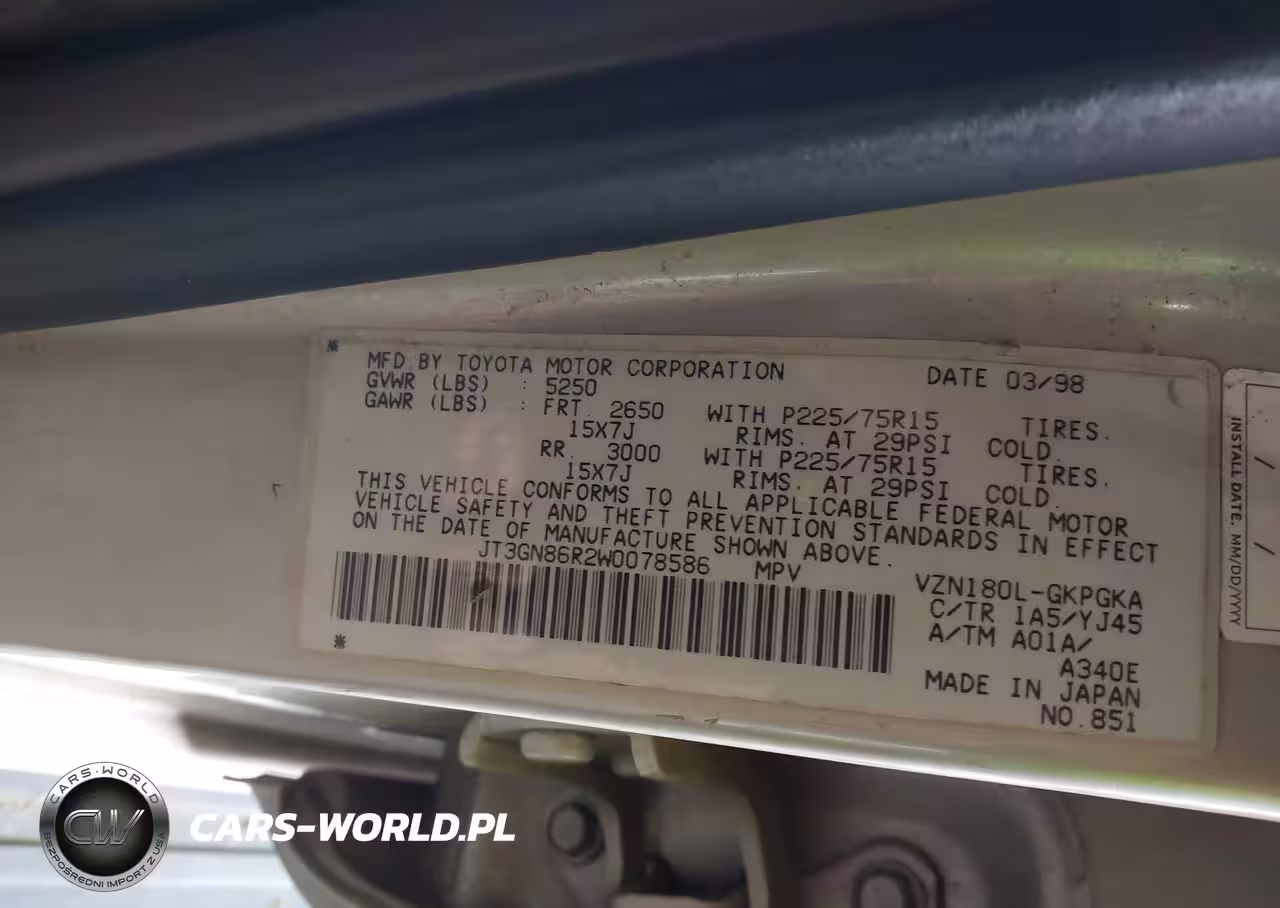 MFD.BY TOYOTA MOTOR CORPORATION DATE 03/98
GVWR (LBS) : 5250
GAWR (LBS) : FRT. 2650 WITH P225/75R15 TIRES.
15X7J RIMS. AT 29PSI COLD.
RR. 3000 WITH P225/75R15 TIRES.
15X7J RIMS. AT 29PSI COLD.
THIS VEHICLE CONFORMS TO ALL APPLICABLE FEDERAL MOTOR
VEHICLE SAFETY AND THEFT PREVENTION STANDARDS IN EFFECT
ON THE DATE OF MANUFACTURE SHOWN ABOVE.
JT3GN86R2W0078586 MPV
VZN180L-GKPGKA
C/TR 1A5/YJ45
A/TM A01A/
A340E
MADE IN JAPAN
NO.851
INSTALL DATE, MM/DD/YYYY
/ /
CARS-WORLD
CW
BEZPOŚREDNI IMPORT Z USA
CARS-WORLD.PL